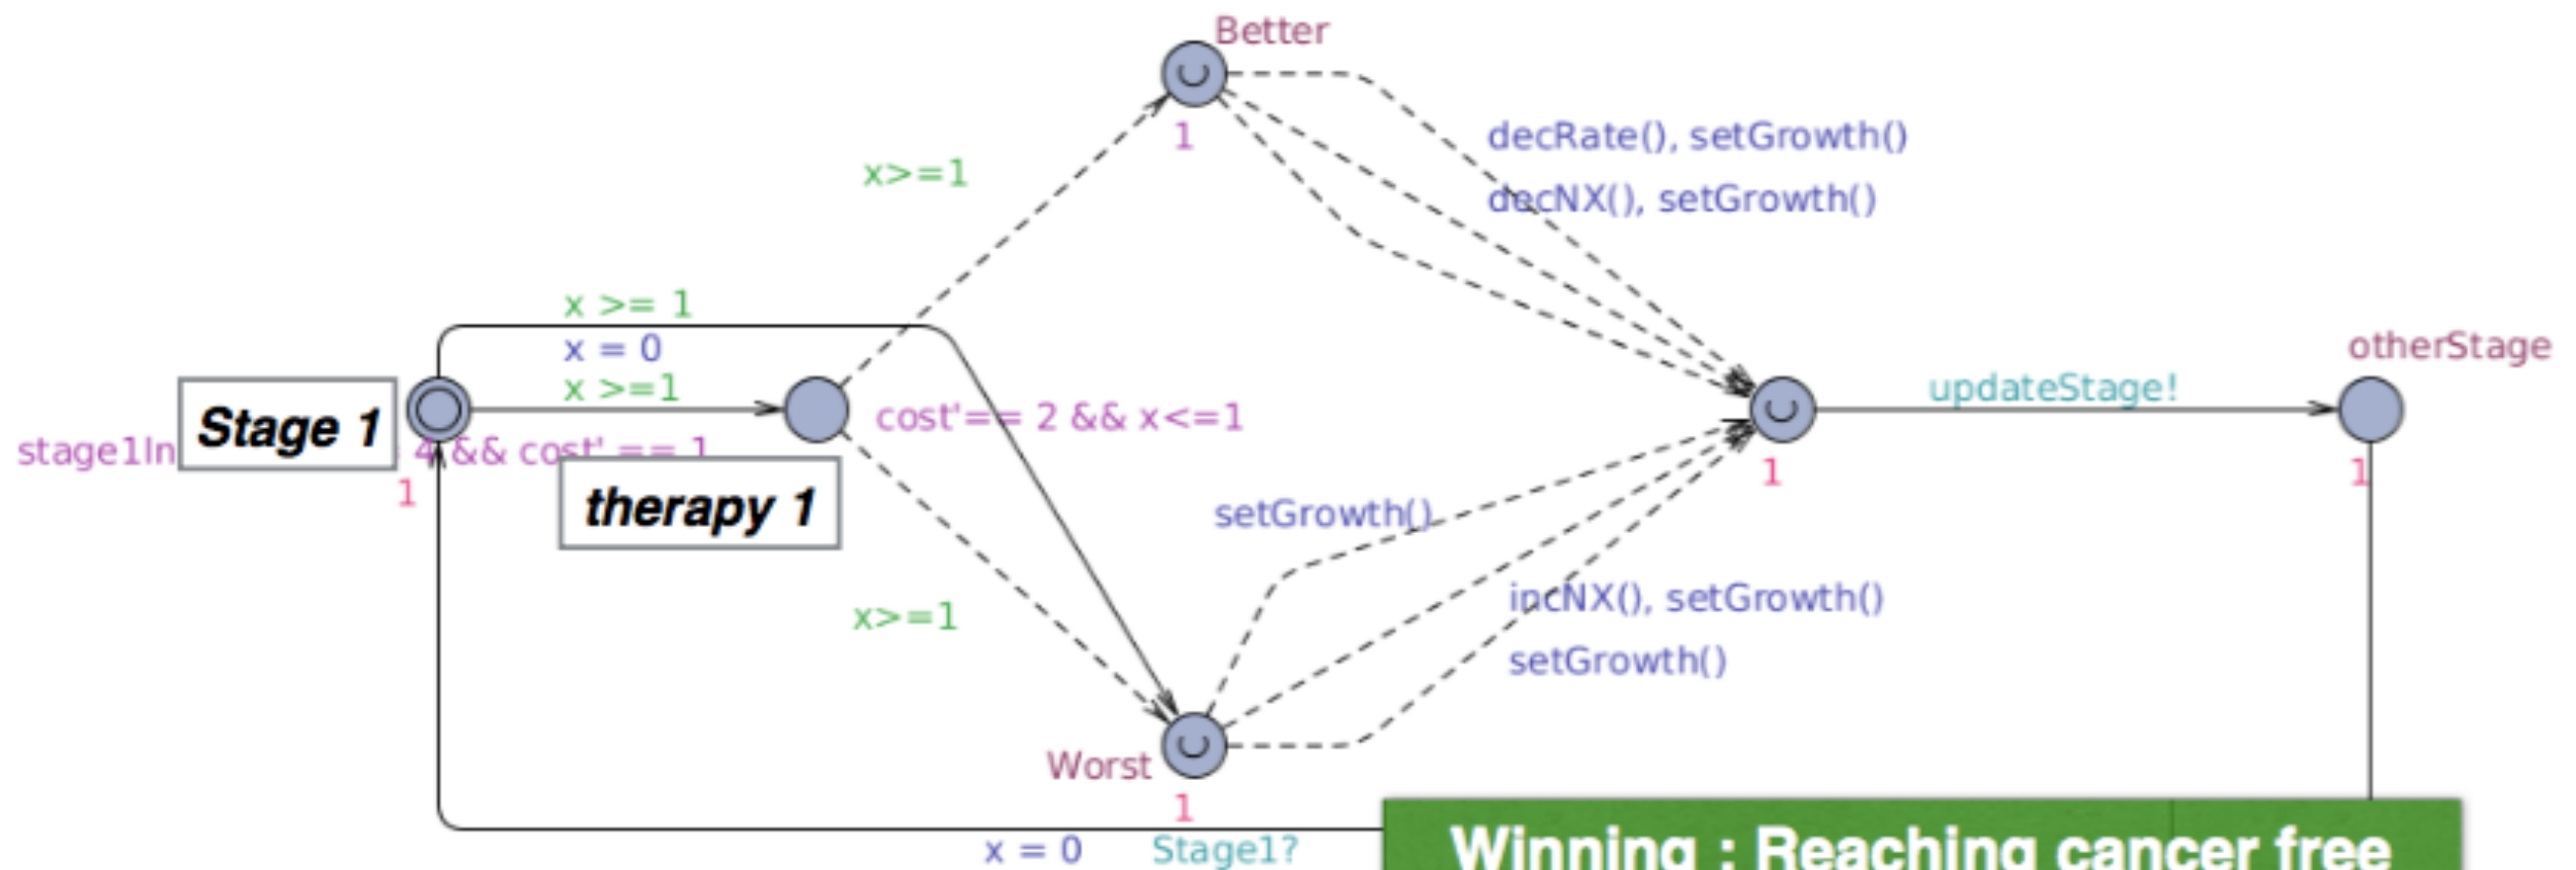 Better
1
decRate(), setGrowth()
x>=1
decNX(), setGrowth()
x >= 1
x = 0
otherStage
x >=1
updateStage!
Stage 1
cost'== 2 && x<=1
stage1In 4 && cost' == 1
1
therapy 1
1
1
setGrowth()
incNX(), setGrowth()
x>=1
setGrowth()
Worst
1
x = 0 Stage1?
Winning : Reaching cancer free